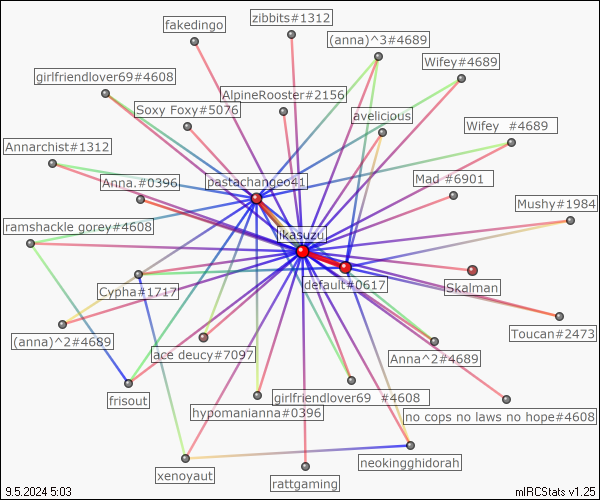 fakedingo
zibbits#1312
(anna)^3#4689
Wifey#4689
girlfriendlover69#4608
AlpineRooster#2156
Soxy Foxy#5076
avelicious
Wifey  #4689
Annarchist#1312
Anna.#0396
pastachangeo41
Mad #6901
Mushy#1984
ramshackle gorey#4608
ikasuzu
default#0617
Skalman
Cypha#1717
Toucan#2473
(anna)^2#4689
ace deucy#7097
Anna^2#4689
frisout
girlfriendlover69  #4608
hypomanianna#0396
no cops no laws no hope#4608
neokingghidorah
xenoyaut
rattgaming
9.5.2024 5:03
mIRCStats v1.25